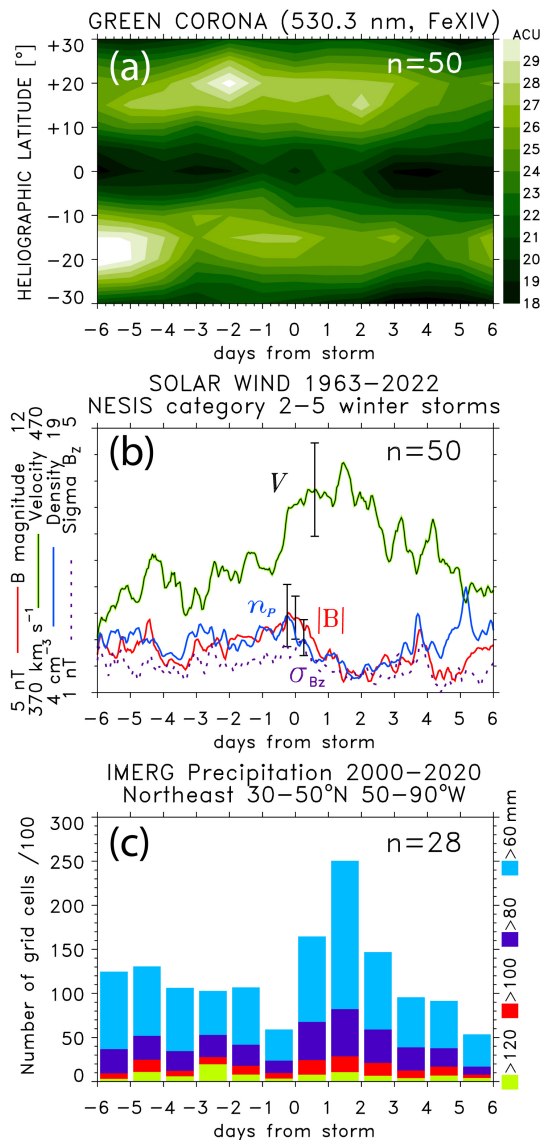 GREEN CORONA (530.3 nm, FeXIV)
ACU
(a)
n=50
HELIOGRAPHIC LATITUDE [°]
+30
+20
+10
0
−10
−20
−30
29
28
27
26
25
24
23
22
21
20
19
18
−6 −5 −4 −3 −2 −1 0 1 2 3 4 5 6
days from storm
SOLAR WIND 1963−2022
NESIS category 2−5 winter storms
(b)
n=50
5 nT B magnitude 12
370 km s⁻¹ Velocity 470
4 cm⁻³ Density 19
1 nT Sigma Bz 5
V
nP
|B|
σBz
−6 −5 −4 −3 −2 −1 0 1 2 3 4 5 6
days from storm
IMERG Precipitation 2000−2020
Northeast 30−50°N 50−90°W
(c)
n=28
Number of grid cells /100
300
250
200
150
100
50
0
>60 mm
>80
>100
>120
−6 −5 −4 −3 −2 −1 0 1 2 3 4 5 6
days from storm